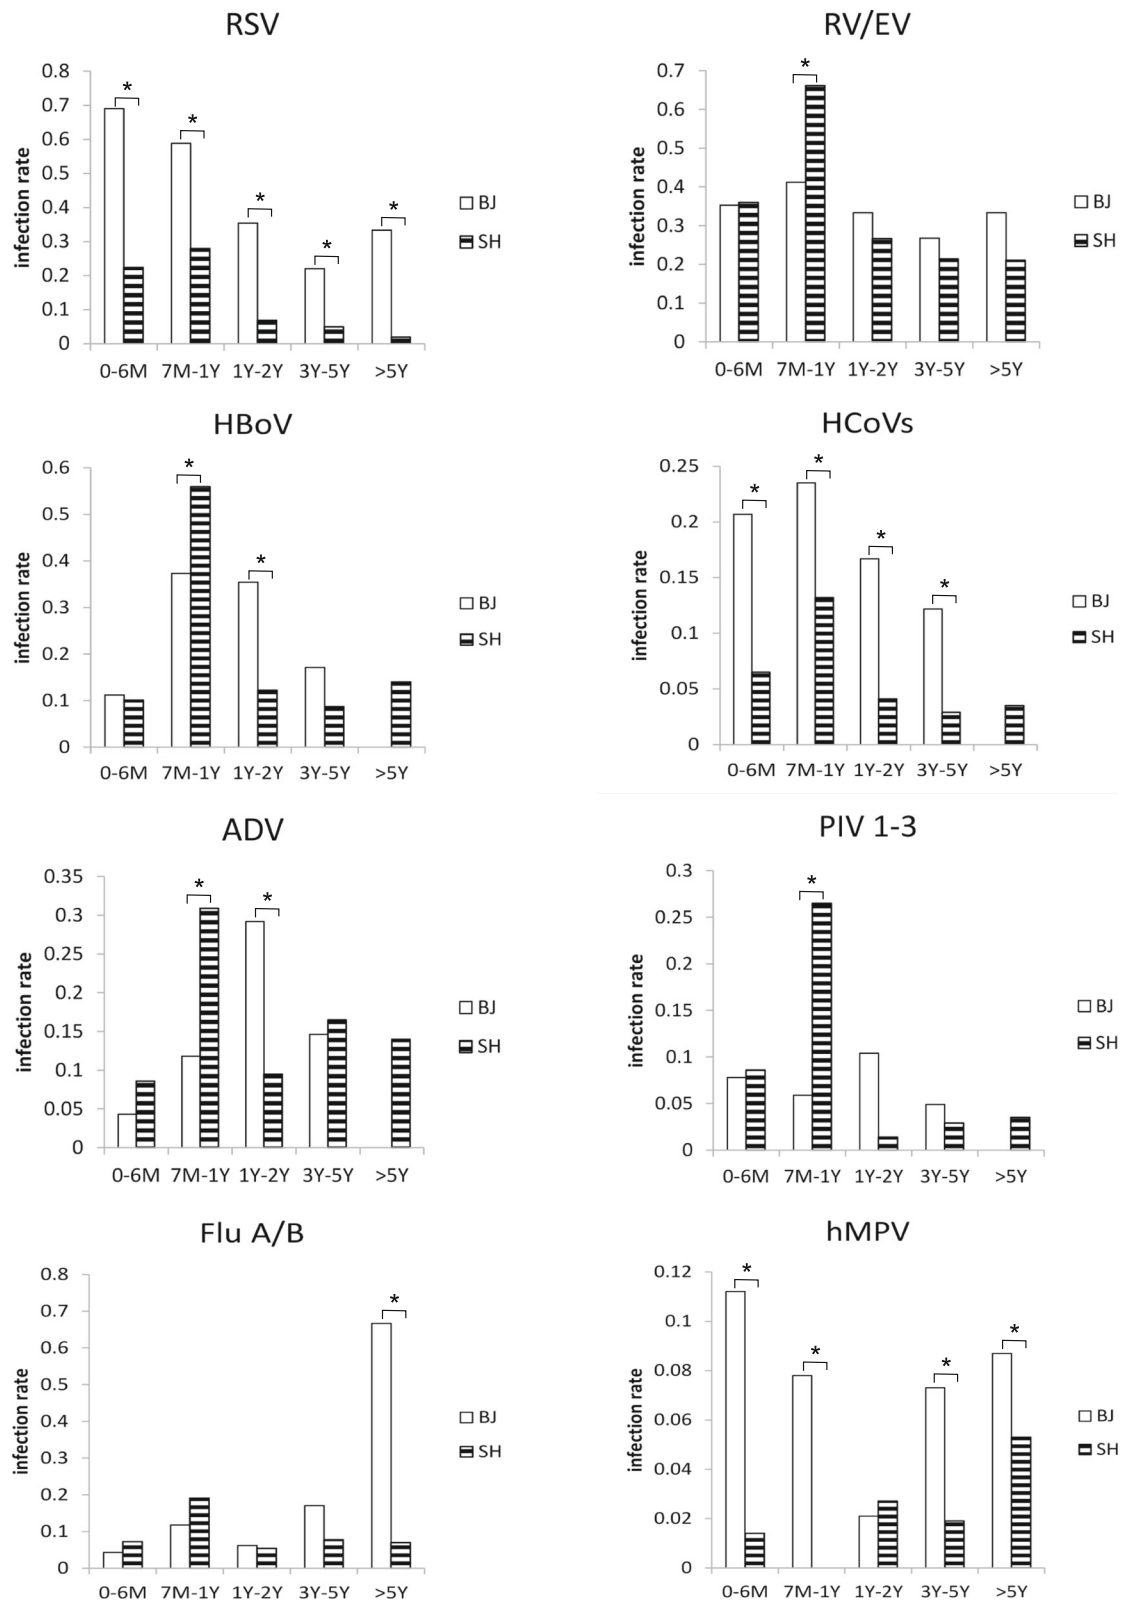 RSV
infection rate
0.8
0.7
0.6
0.5
0.4
0.3
0.2
0.1
0
* * * * *
0-6M 7M-1Y 1Y-2Y 3Y-5Y >5Y
BJ
SH
RV/EV
infection rate
0.7
0.6
0.5
0.4
0.3
0.2
0.1
0
*
0-6M 7M-1Y 1Y-2Y 3Y-5Y >5Y
BJ
SH
HBoV
infection rate
0.6
0.5
0.4
0.3
0.2
0.1
0
* *
0-6M 7M-1Y 1Y-2Y 3Y-5Y >5Y
BJ
SH
HCoVs
infection rate
0.25
0.2
0.15
0.1
0.05
0
* * * *
0-6M 7M-1Y 1Y-2Y 3Y-5Y >5Y
BJ
SH
ADV
infection rate
0.35
0.3
0.25
0.2
0.15
0.1
0.05
0
* *
0-6M 7M-1Y 1Y-2Y 3Y-5Y >5Y
BJ
SH
PIV 1-3
infection rate
0.3
0.25
0.2
0.15
0.1
0.05
0
*
0-6M 7M-1Y 1Y-2Y 3Y-5Y >5Y
BJ
SH
Flu A/B
infection rate
0.8
0.7
0.6
0.5
0.4
0.3
0.2
0.1
0
*
0-6M 7M-1Y 1Y-2Y 3Y-5Y >5Y
BJ
SH
hMPV
infection rate
0.12
0.1
0.08
0.06
0.04
0.02
0
* * * *
0-6M 7M-1Y 1Y-2Y 3Y-5Y >5Y
BJ
SH